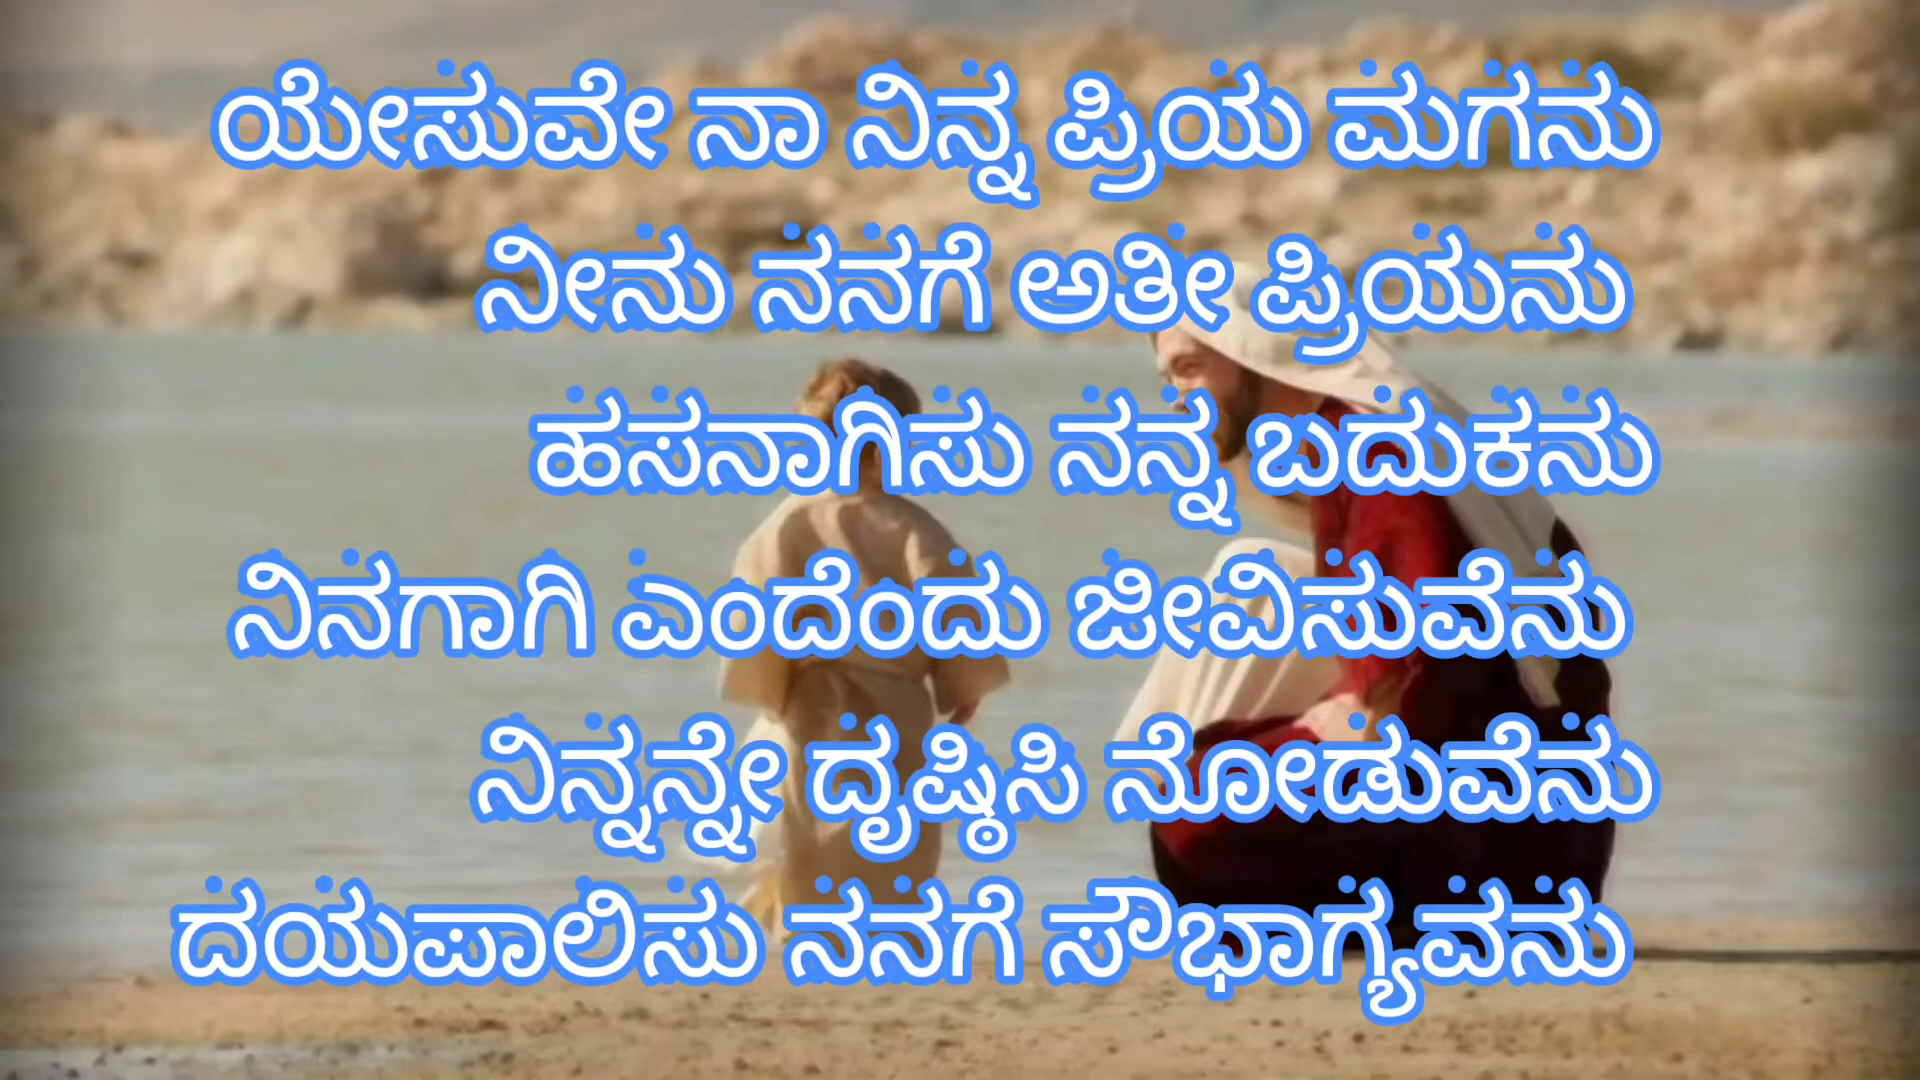 ಯೇಸುವೇ ನಾ ನಿನ್ನ ಪ್ರಿಯ ಮಗನು
ನೀನು ನನಗೆ ಅತೀ ಪ್ರಿಯನು
ಹಸನಾಗಿಸು ನನ್ನ ಬದುಕನು
ನಿನಗಾಗಿ ಎಂದೆಂದು ಜೀವಿಸುವೆನು
ನಿನ್ನನ್ನೇ ದೃಷ್ಠಿಸಿ ನೋಡುವೆನು
ದಯಪಾಲಿಸು ನನಗೆ ಸೌಭಾಗ್ಯವನು